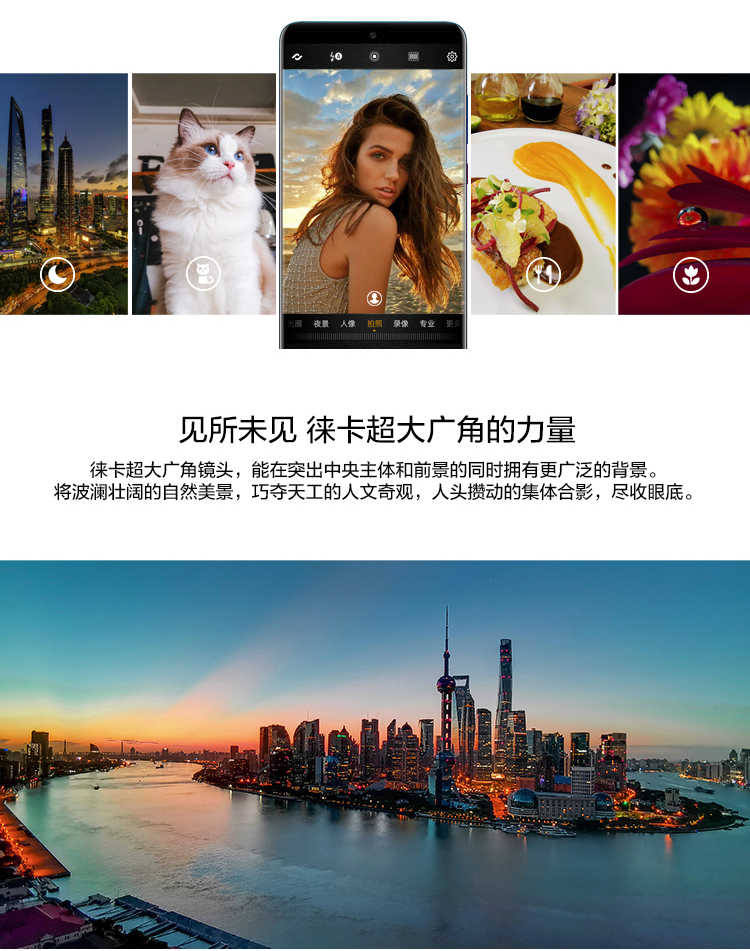 光圈 夜景 人像 拍照 录像 专业 更多
见所未见 徕卡超大广角的力量
徕卡超大广角镜头，能在突出中央主体和前景的同时拥有更广泛的背景。
将波澜壮阔的自然美景，巧夺天工的人文奇观，人头攒动的集体合影，尽收眼底。